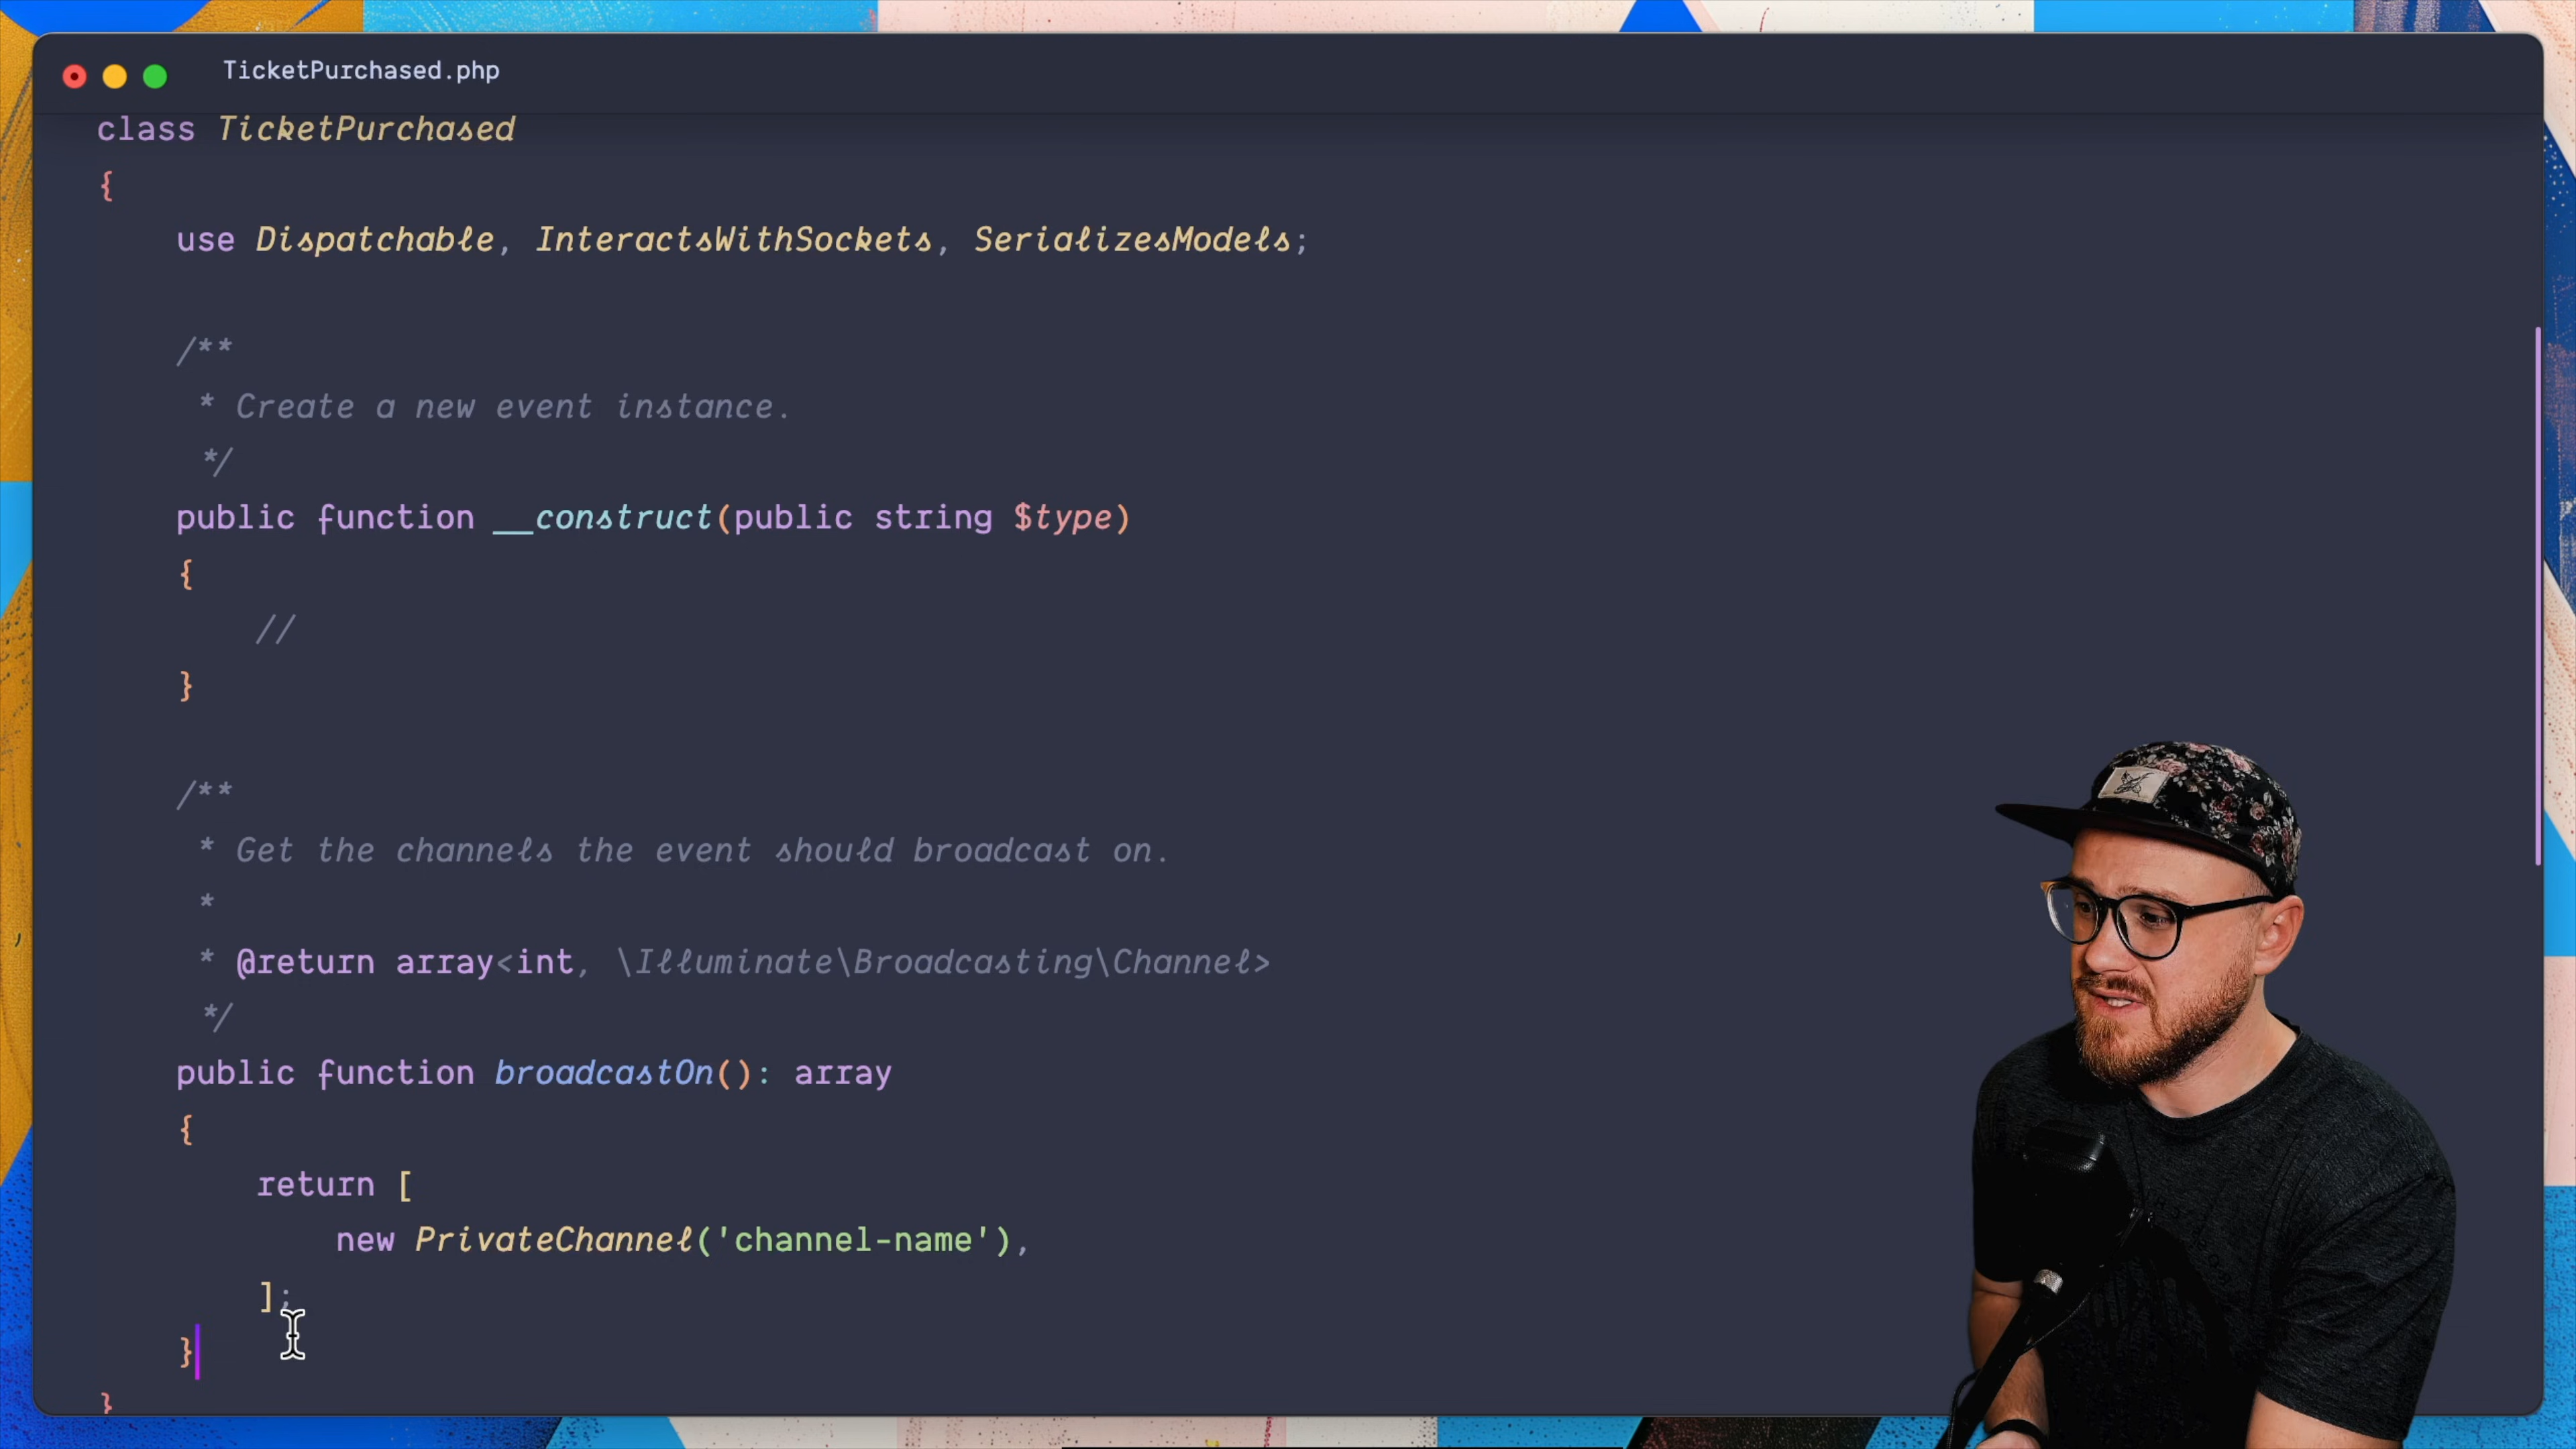 TicketPurchased.php
class TicketPurchased
{
use Dispatchable, InteractsWithSockets, SerializesModels;
/**
* Create a new event instance.
*/
public function __construct(public string $type)
{
//
}
/**
* Get the channels the event should broadcast on.
*
* @return array<int, \Illuminate\Broadcasting\Channel>
*/
public function broadcastOn(): array
{
return [
new PrivateChannel('channel-name'),
];
}
}